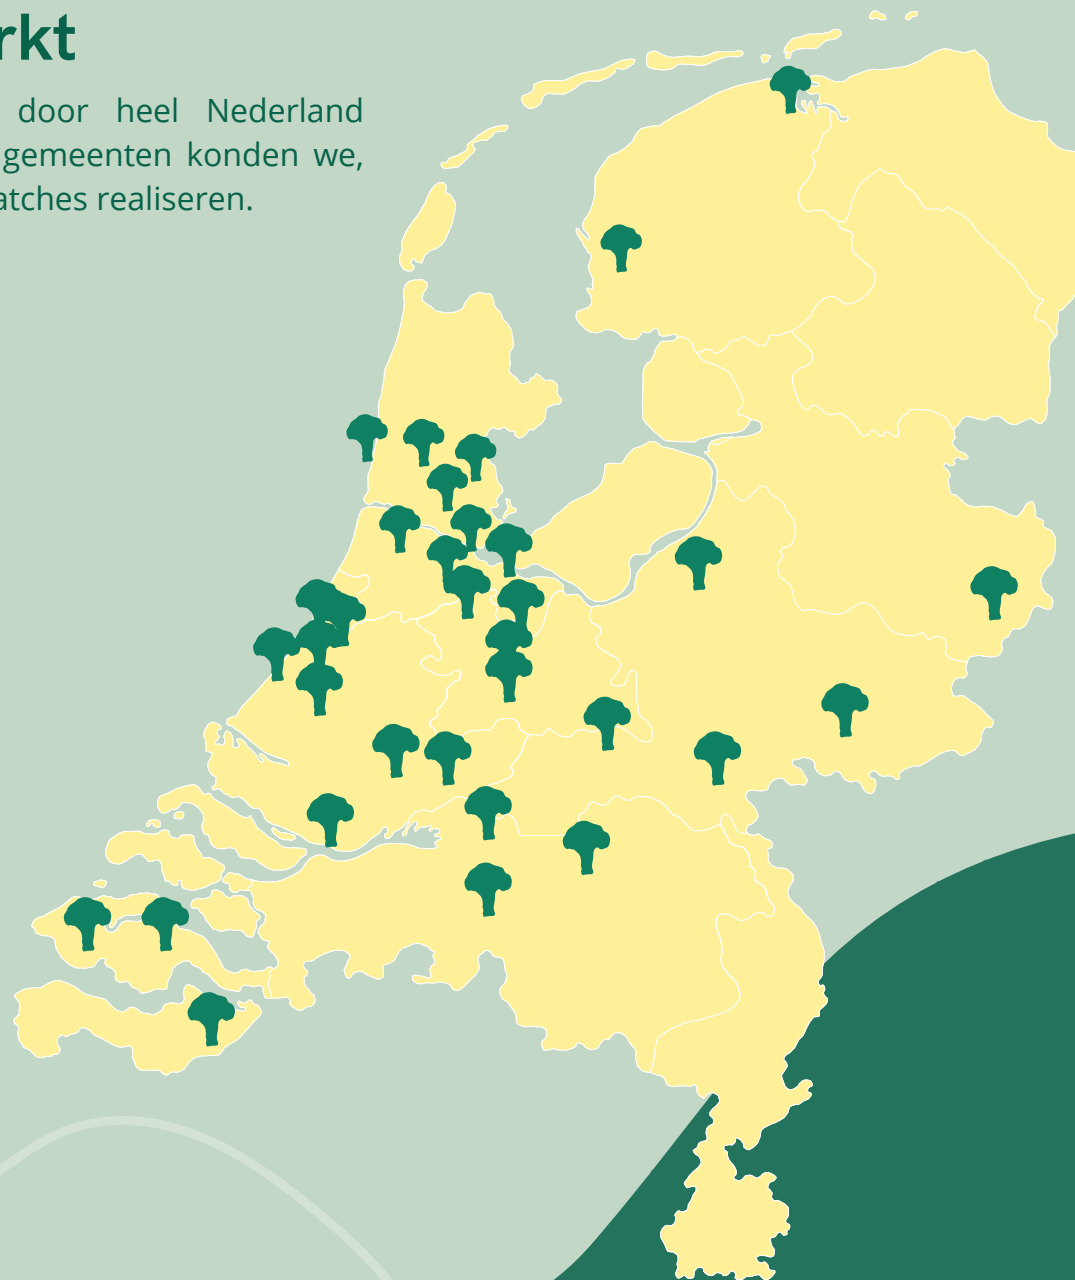 rkt
door heel Nederland
gemeenten konden we,
atches realiseren.